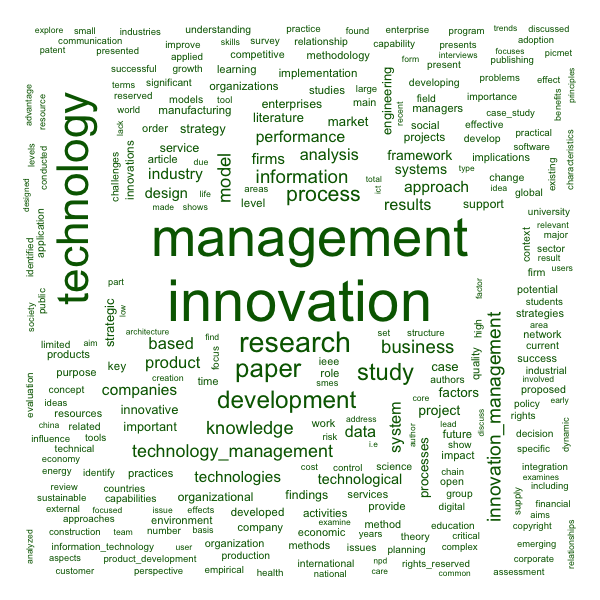 explore small industries understanding practice found enterprise program trends discussed
communication skills survey relationship capability form presents focuses adoption
patent presented improve applied competitive methodology interviews publishing picmet
successful growth learning implementation present problems effect
terms significant organizations studies large developing importance benefits principles
advantage resource reserved models tool enterprises main engineering recent field case_study
world manufacturing literature managers
technology lack order strategy market social effective practical
challenges innovations service performance projects develop software characteristics
levels conducted article due model firms analysis framework implications existing
industry information systems type change
designed design life areas process total ict approach idea global
made shows level results support university
identified application management context relevant major
sector
result users
firm
society public part innovation factor potential
strategic low students
architecture strategies
area
limited aim based find focus research set structure business high network
products key product ieee quality current
purpose creation time paper role study case success
concept companies smes authors industrial involved
evaluation ideas development core factors innovation_management proposed early
resources innovative address project policy rights
china related important knowledge work data system author lead discuss decision dynamic
influence tools risk i.e future show specific
technical technology_management processes impact
economy cost control science chain integration
energy identify practices technologies technological open examines including
review countries findings services group supply
sustainable capabilities organizational digital financial
external focused issue effects developed activities provide aims
approaches environment examine method education copyright
construction team number basis company economic years theory critical relationships
analyzed information_technology user organization methods issues planning complex emerging
aspects product_development production international npd rights_reserved corporate
customer perspective empirical health national care common assessment